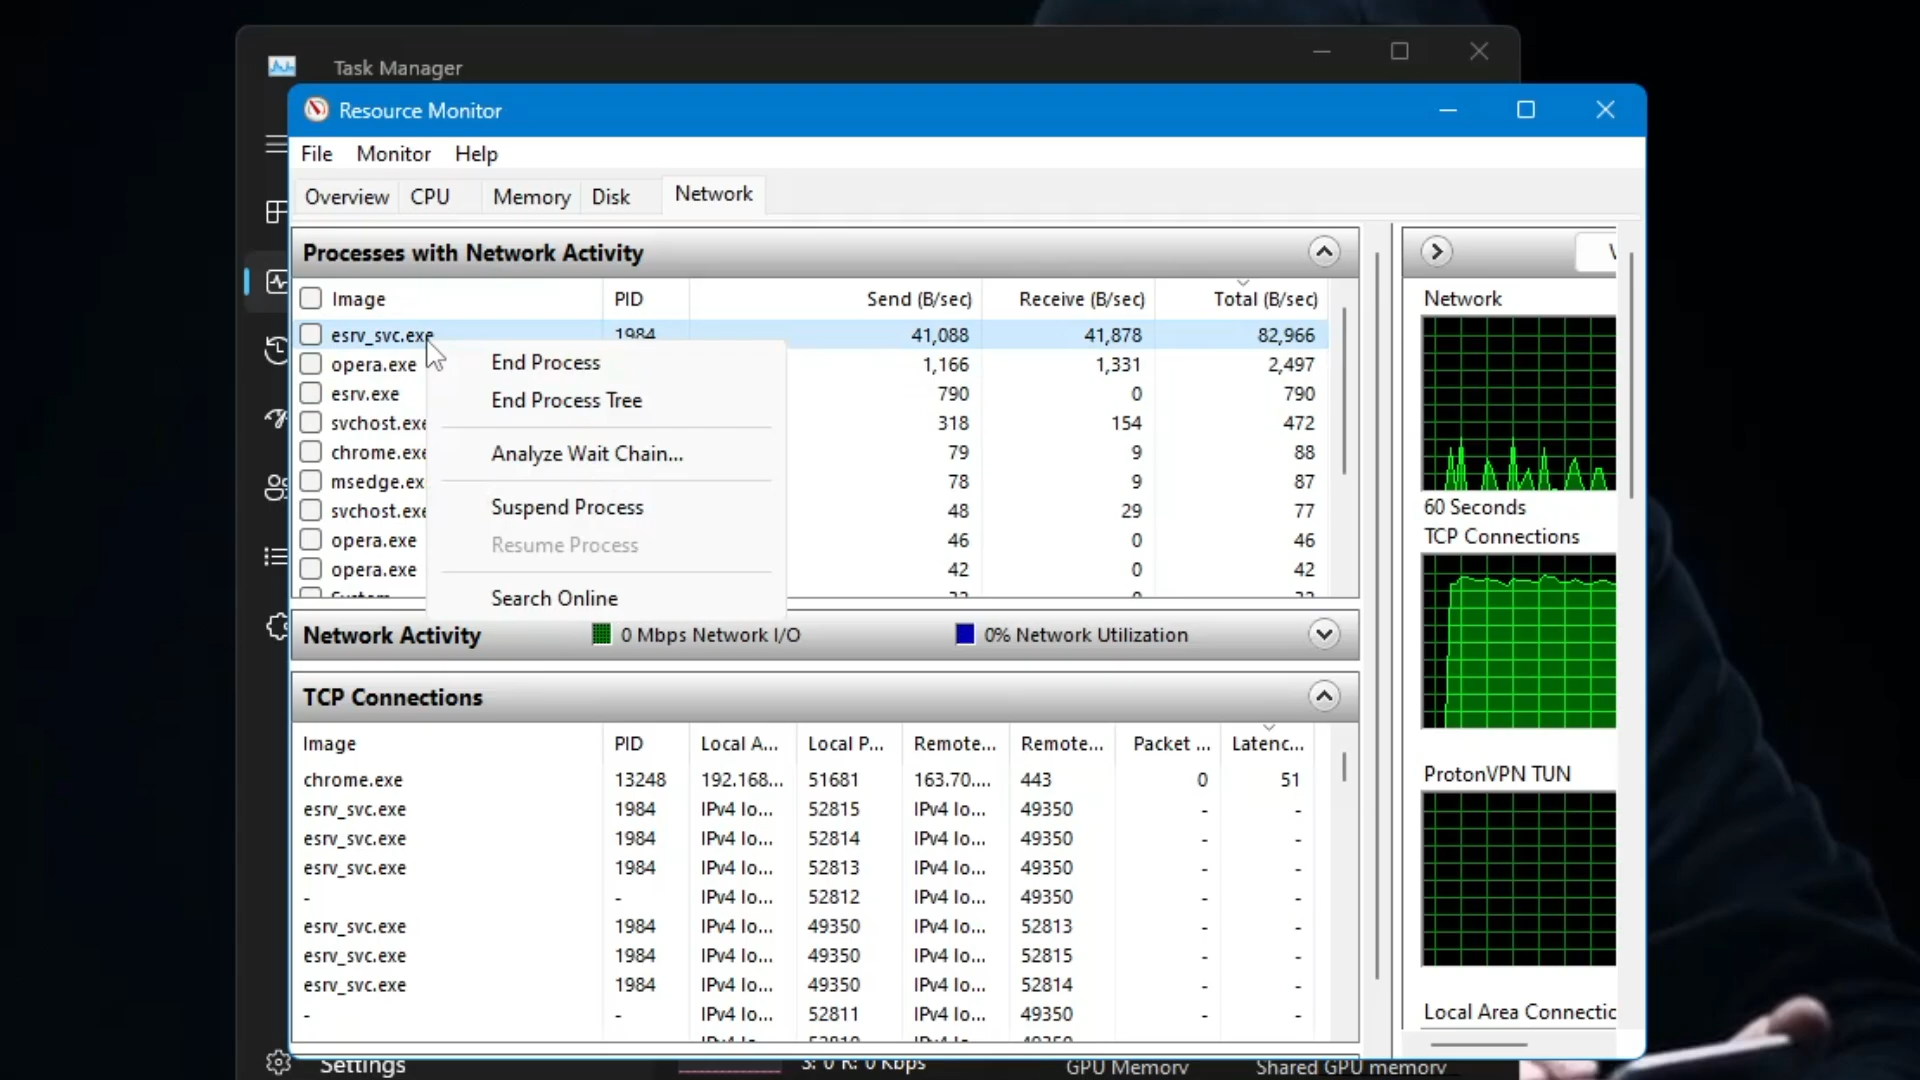 Task Manager
Resource Monitor
File Monitor Help
Overview CPU Memory Disk Network
Processes with Network Activity
Image PID Send (B/sec) Receive (B/sec) Total (B/sec)
esrv_svc.exe 1984 41,088 41,878 82,966
opera.exe 1,166 1,331 2,497
esrv.exe 790 0 790
svchost.exe 318 154 472
chrome.exe 79 9 88
msedge.ex 78 9 87
svchost.exe 48 29 77
opera.exe 46 0 46
opera.exe 42 0 42
End Process
End Process Tree
Analyze Wait Chain...
Suspend Process
Resume Process
Search Online
Network Activity 0 Mbps Network I/O 0% Network Utilization
TCP Connections
Image PID Local A... Local P... Remote... Remote... Packet ... Latenc...
chrome.exe 13248 192.168... 51681 163.70.... 443 0 51
esrv_svc.exe 1984 IPv4 lo... 52815 IPv4 lo... 49350 - -
esrv_svc.exe 1984 IPv4 lo... 52814 IPv4 lo... 49350 - -
esrv_svc.exe 1984 IPv4 lo... 52813 IPv4 lo... 49350 - -
- - IPv4 lo... 52812 IPv4 lo... 49350 - -
esrv_svc.exe 1984 IPv4 lo... 49350 IPv4 lo... 52813 - -
esrv_svc.exe 1984 IPv4 lo... 49350 IPv4 lo... 52815 - -
esrv_svc.exe 1984 IPv4 lo... 49350 IPv4 lo... 52814 - -
- - IPv4 lo... 52811 IPv4 lo... 49350 - -
Network
60 Seconds
TCP Connections
ProtonVPN TUN
Local Area Connectic
Settings
S: 0 R: 0 Kbps
GPU Memory Shared GPU memory